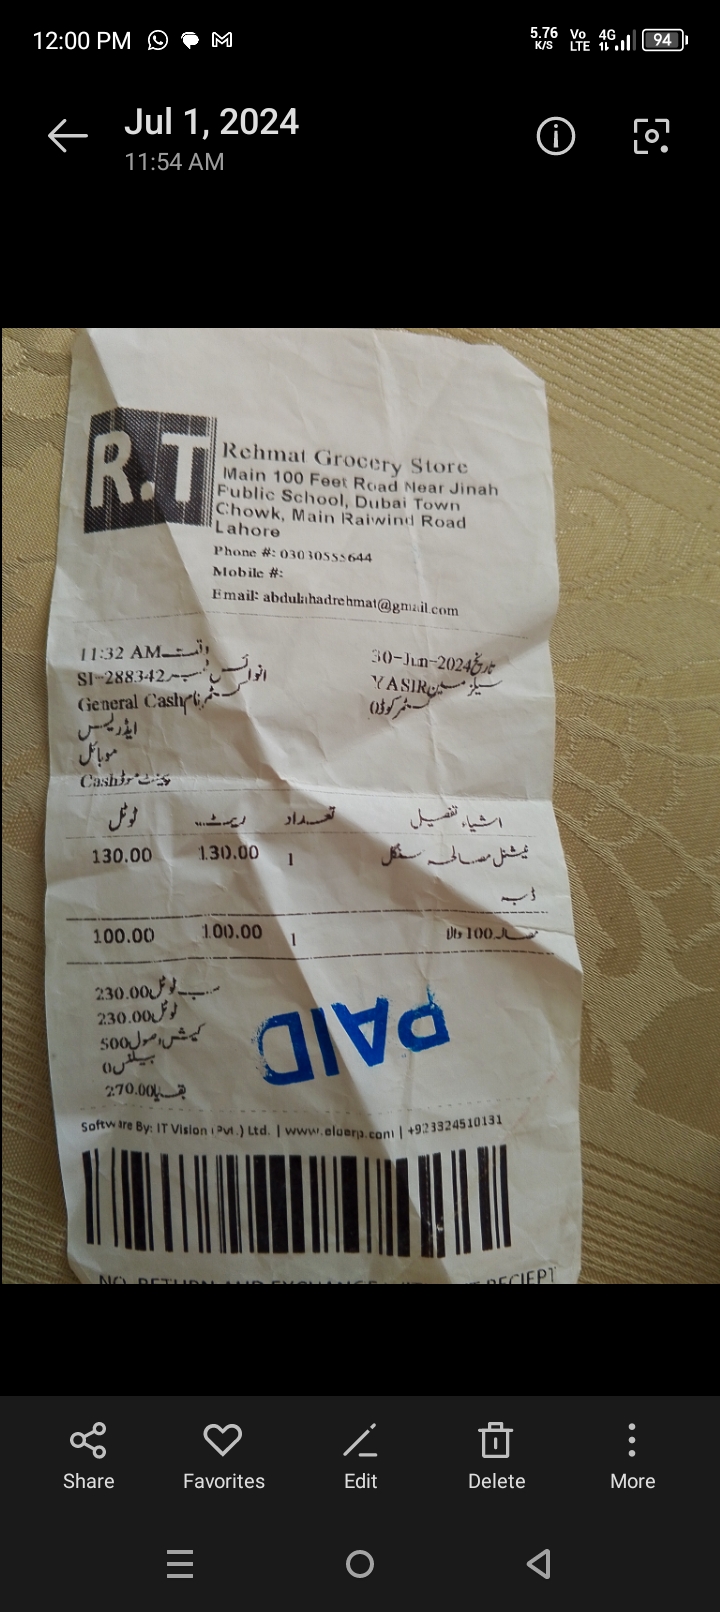 12:00 PM
5.76 K/S Vo LTE 4G 94
Jul 1, 2024
11:54 AM
R.T
Rehmat Grocery Store
Main 100 Feet Road Near Jinah
Public School, Dubai Town
Chowk, Main Raiwind Road
Lahore
Phone #: 03030555644
Mobile #:
Email: abdulahadrehmat@gmail.com
وقت 11:32 AM
تاریخ 30-Jun-2024
انوائس نمبر SI-288342
سیلز مین YASIR
کسٹمر نام General Cash
کسٹمر کوڈ 0
ایڈریس
موبائل
پیمنٹ موڈ Cash
اشیاء تفصیل تعداد ریٹ ٹوٹل
نیشنل مصالحہ سنگل 1 130.00 130.00
ڈبہ
100 والا 1 100.00 100.00
سب ٹوٹل 230.00
ٹوٹل 230.00
کیش وصول 500
بیلنس 0
بقایا 270.00
PAID
Software By: IT Vision (Pvt.) Ltd. | www.eloerp.com | +923324510131
NO RETURN AND EXCHANGE RECIEPT
Share
Favorites
Edit
Delete
More